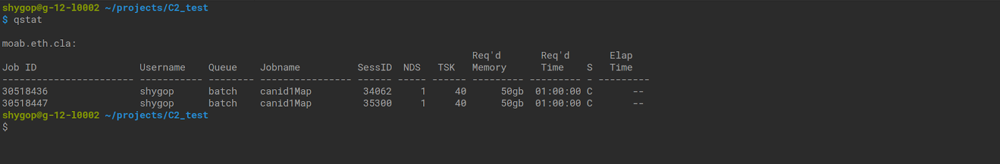 shygop@g-12-l0002 ~/projects/C2_test
$ qstat
moab.eth.cla:
                                                                                  Req'd       Req'd       Elap
Job ID                  Username    Queue    Jobname          SessID  NDS   TSK   Memory      Time    S   Time
----------------------- ----------- -------- ---------------- ------ ----- ------ --------- --------- - ---------
30518436                shygop      batch    canid1Map         34062     1     40      50gb  01:00:00 C        --
30518447                shygop      batch    canid1Map         35300     1     40      50gb  01:00:00 C        --
shygop@g-12-l0002 ~/projects/C2_test
$